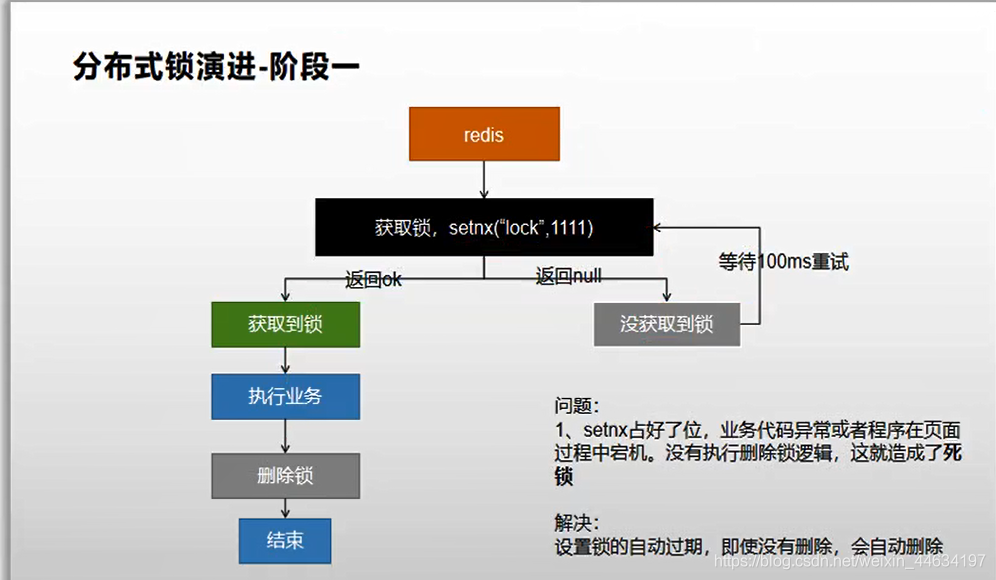 分布式锁演进-阶段一
redis
获取锁，setnx(“lock”,1111)
等待100ms重试
返回ok
返回null
获取到锁
没获取到锁
执行业务
删除锁
结束
问题：
1、setnx占好了位，业务代码异常或者程序在页面
过程中宕机。没有执行删除锁逻辑，这就造成了死
锁
解决：
设置锁的自动过期，即使没有删除，会自动删除
https://blog.csdn.net/weixin_44634197